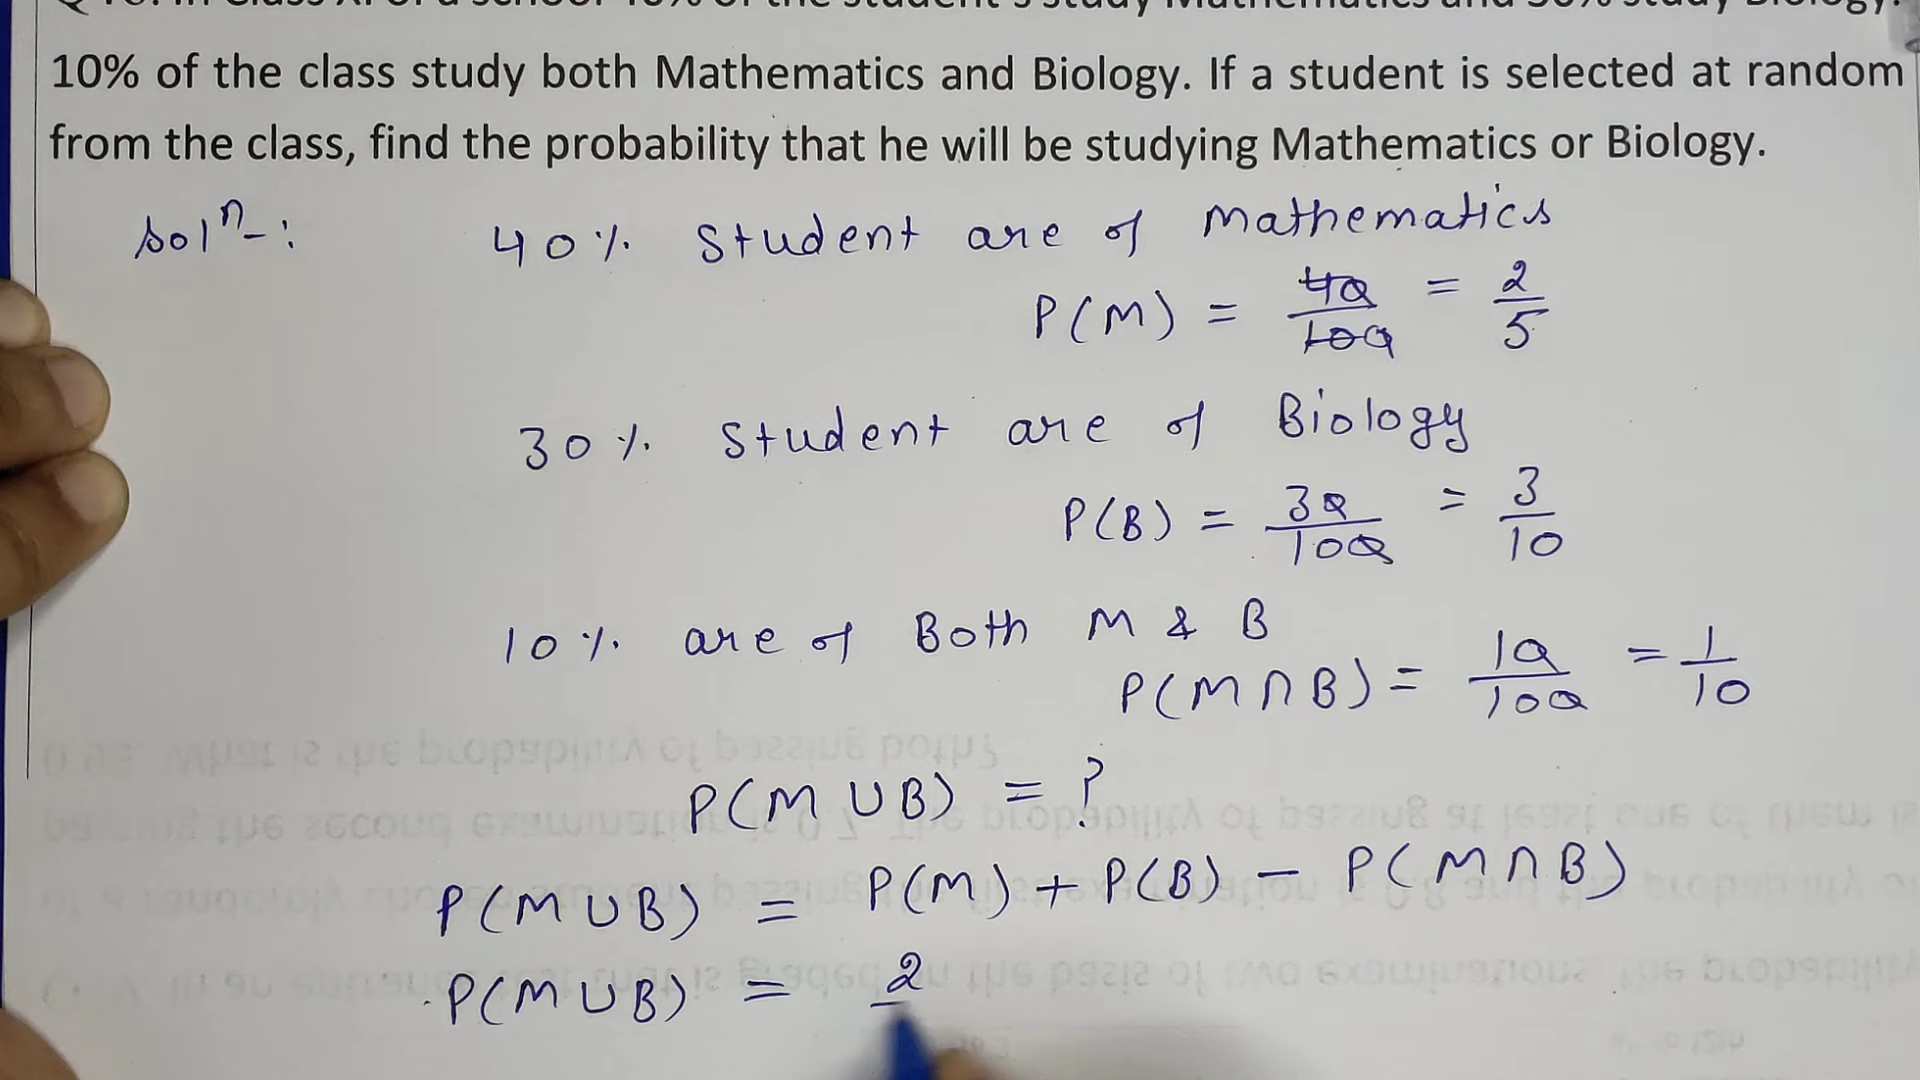 10% of the class study both Mathematics and Biology. If a student is selected at random
from the class, find the probability that he will be studying Mathematics or Biology.
Solⁿ-: 40% Student are of Mathematics
P(M) = 40/100 = 2/5
30% Student are of Biology
P(B) = 30/100 = 3/10
10% are of Both M & B
P(M∩B) = 10/100 = 1/10
P(M∪B) = ?
P(M∪B) = P(M) + P(B) - P(M∩B)
P(M∪B) = 2